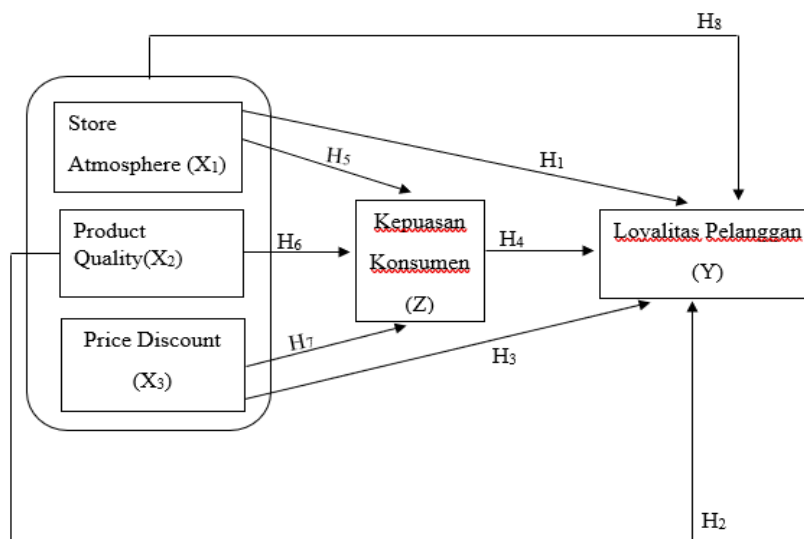 H₈
Store
Atmosphere (X₁)
H₁
H₅
Kepuasan
Konsumen
(Z)
Product
Quality(X₂)
H₆
H₄
Loyalitas Pelanggan
(Y)
Price Discount
(X₃)
H₇
H₃
H₂